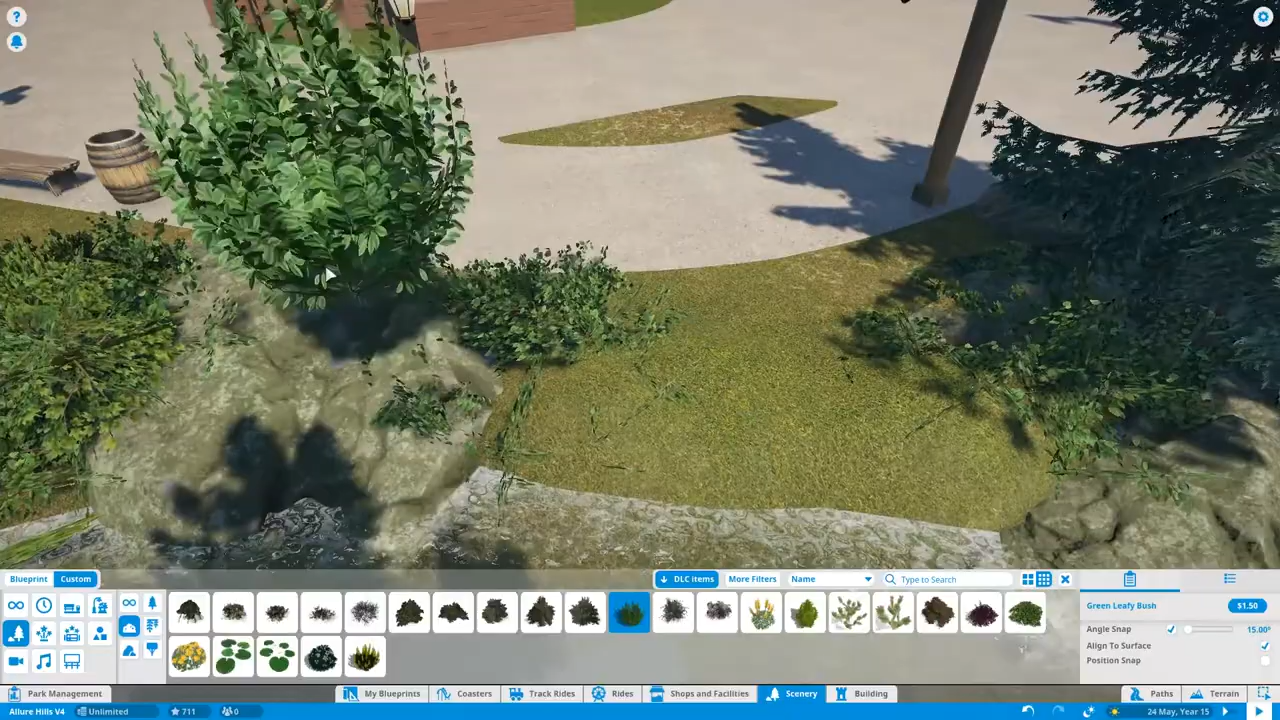 Blueprint
Custom
DLC Items
More Filters
Name
Type to Search
Green Leafy Bush
$1.50
Angle Snap
15.00°
Align To Surface
Position Snap
Park Management
My Blueprints
Coasters
Track Rides
Rides
Shops and Facilities
Scenery
Building
Paths
Terrain
Allure Hills V4
Unlimited
711
0
24 May, Year 15